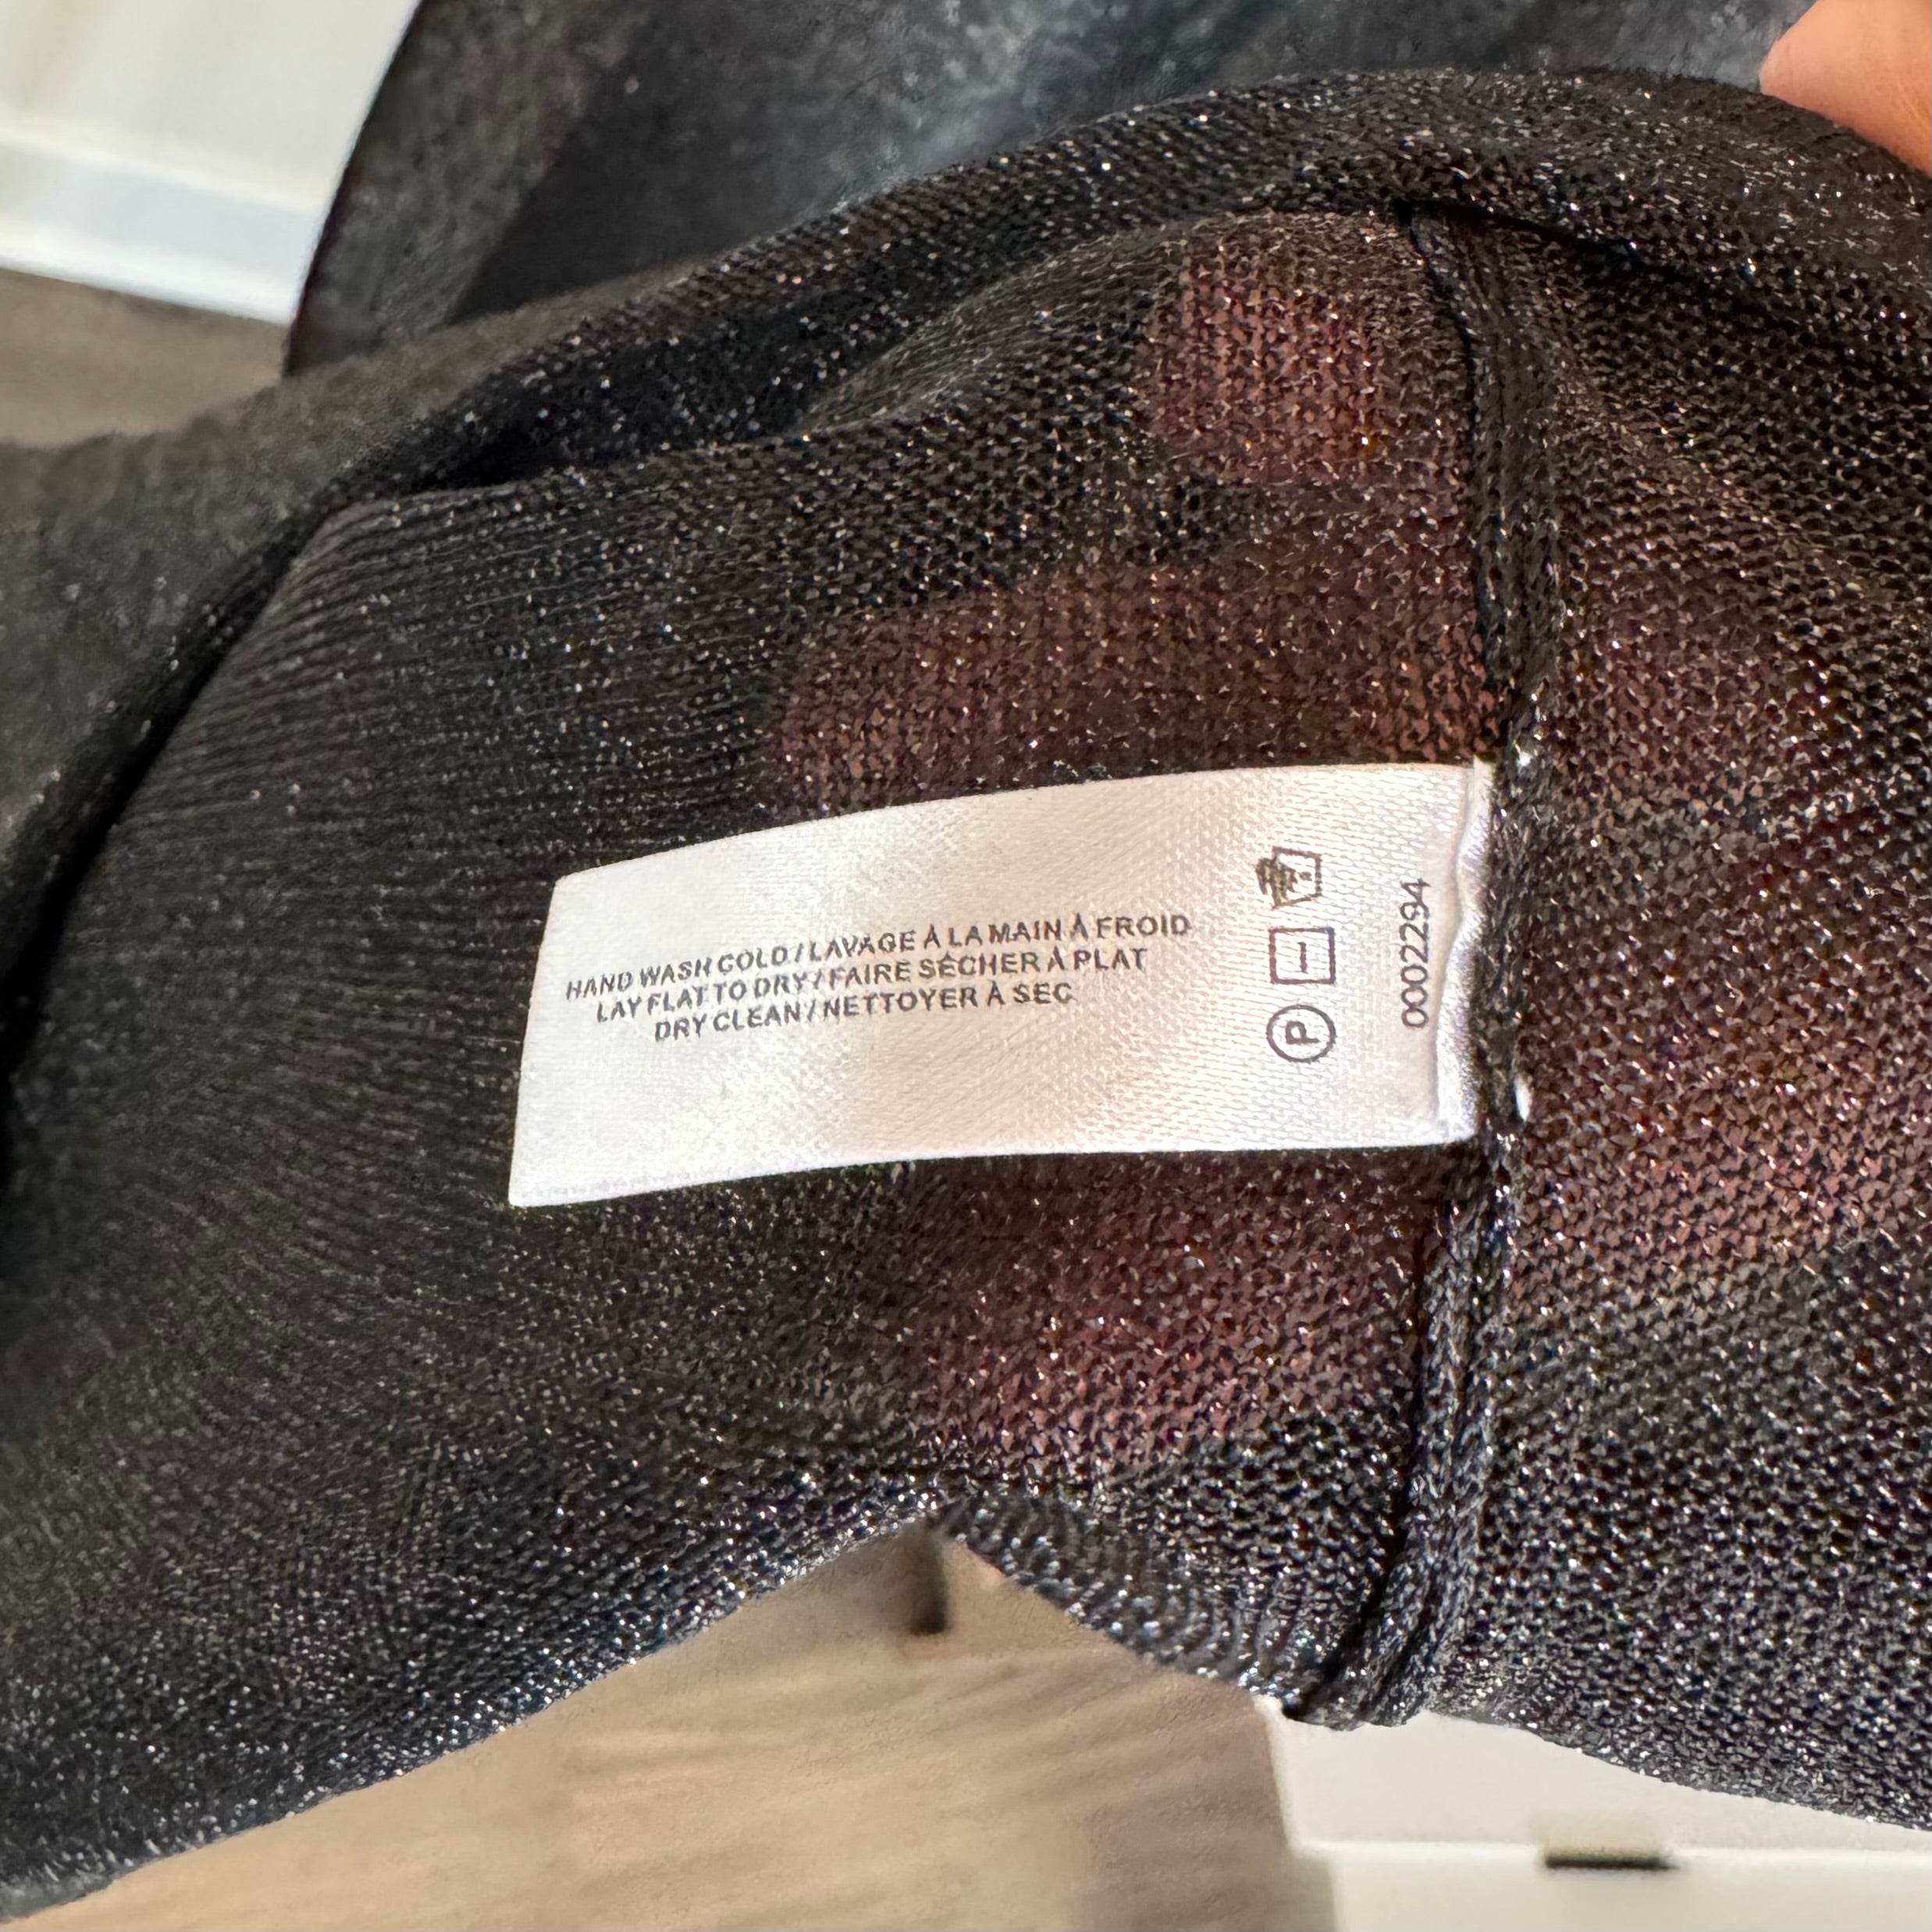 HAND WASH COLD / LAVAGE À LA MAIN À FROID
LAY FLAT TO DRY / FAIRE SÉCHER À PLAT
DRY CLEAN / NETTOYER À SEC
P
0002294